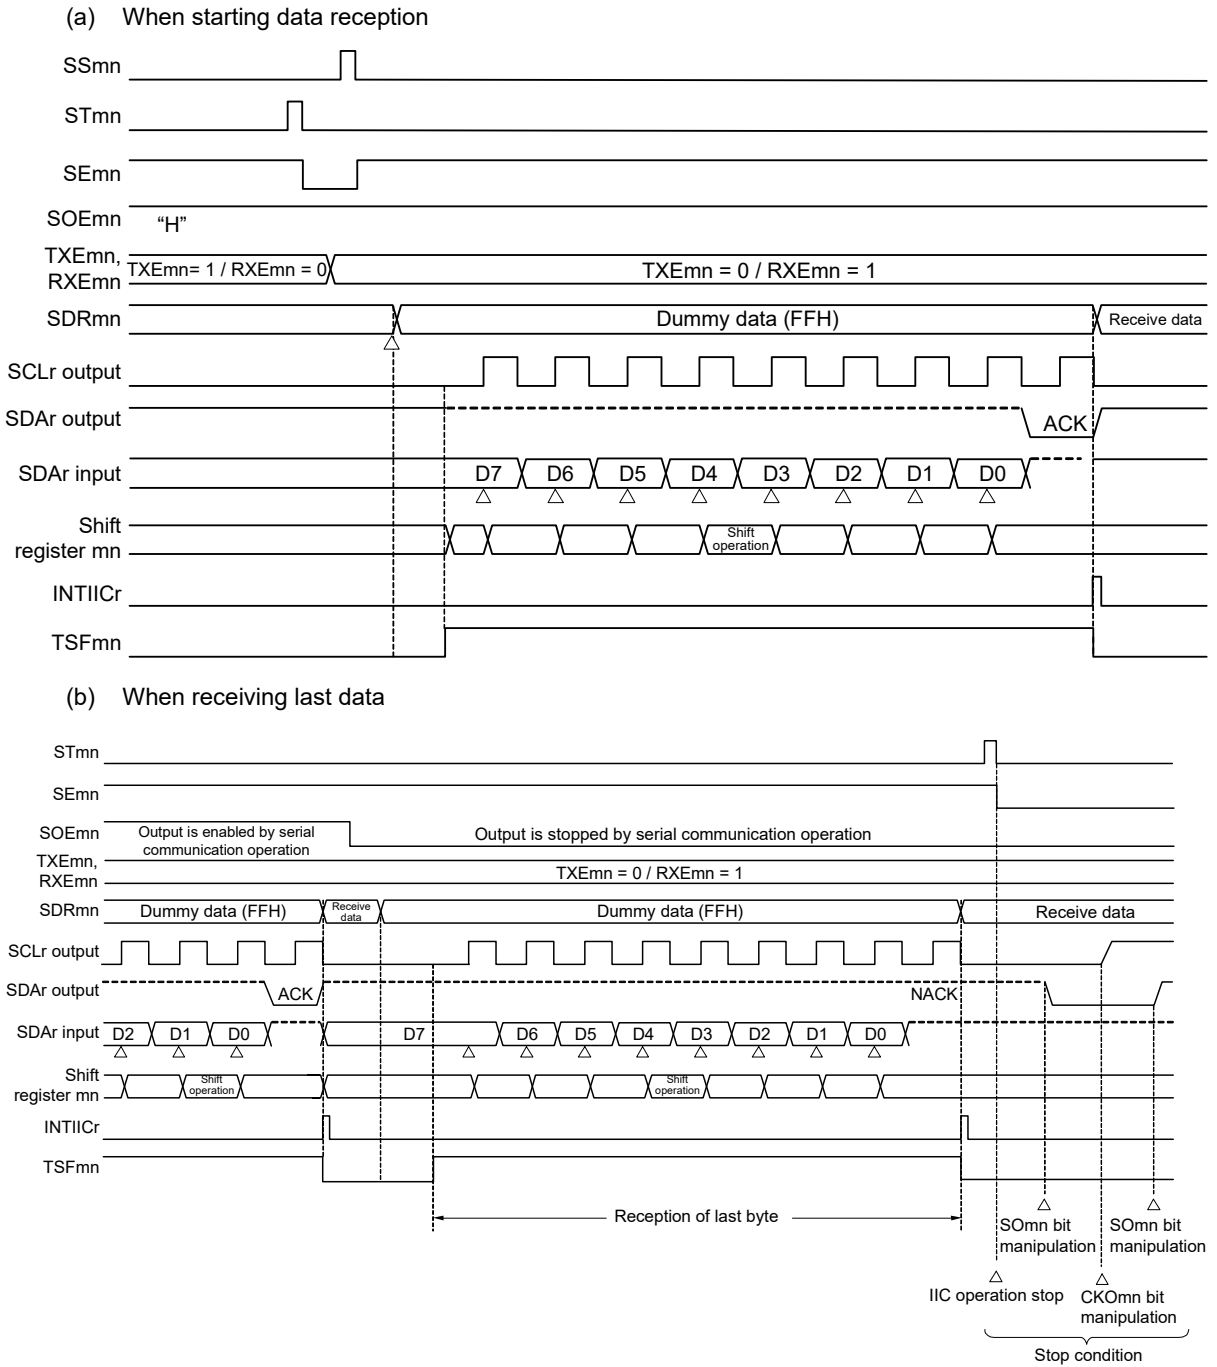 (a) When starting data reception
SSmn
STmn
SEmn
SOEmn “H”
TXEmn,
RXEmn
TXEmn= 1 / RXEmn = 0
TXEmn = 0 / RXEmn = 1
SDRmn
Dummy data (FFH)
Receive data
SCLr output
SDAr output
ACK
SDAr input
D7 D6 D5 D4 D3 D2 D1 D0
Shift
register mn
Shift
operation
INTIICr
TSFmn
(b) When receiving last data
STmn
SEmn
SOEmn
Output is enabled by serial
communication operation
Output is stopped by serial communication operation
TXEmn,
RXEmn
TXEmn = 0 / RXEmn = 1
SDRmn
Dummy data (FFH)
Receive
data
Dummy data (FFH)
Receive data
SCLr output
SDAr output
ACK
NACK
SDAr input
D2 D1 D0 D7 D6 D5 D4 D3 D2 D1 D0
Shift
register mn
Shift
operation
Shift
operation
INTIICr
TSFmn
Reception of last byte
SOmn bit
manipulation
SOmn bit
manipulation
IIC operation stop
CKOmn bit
manipulation
Stop condition